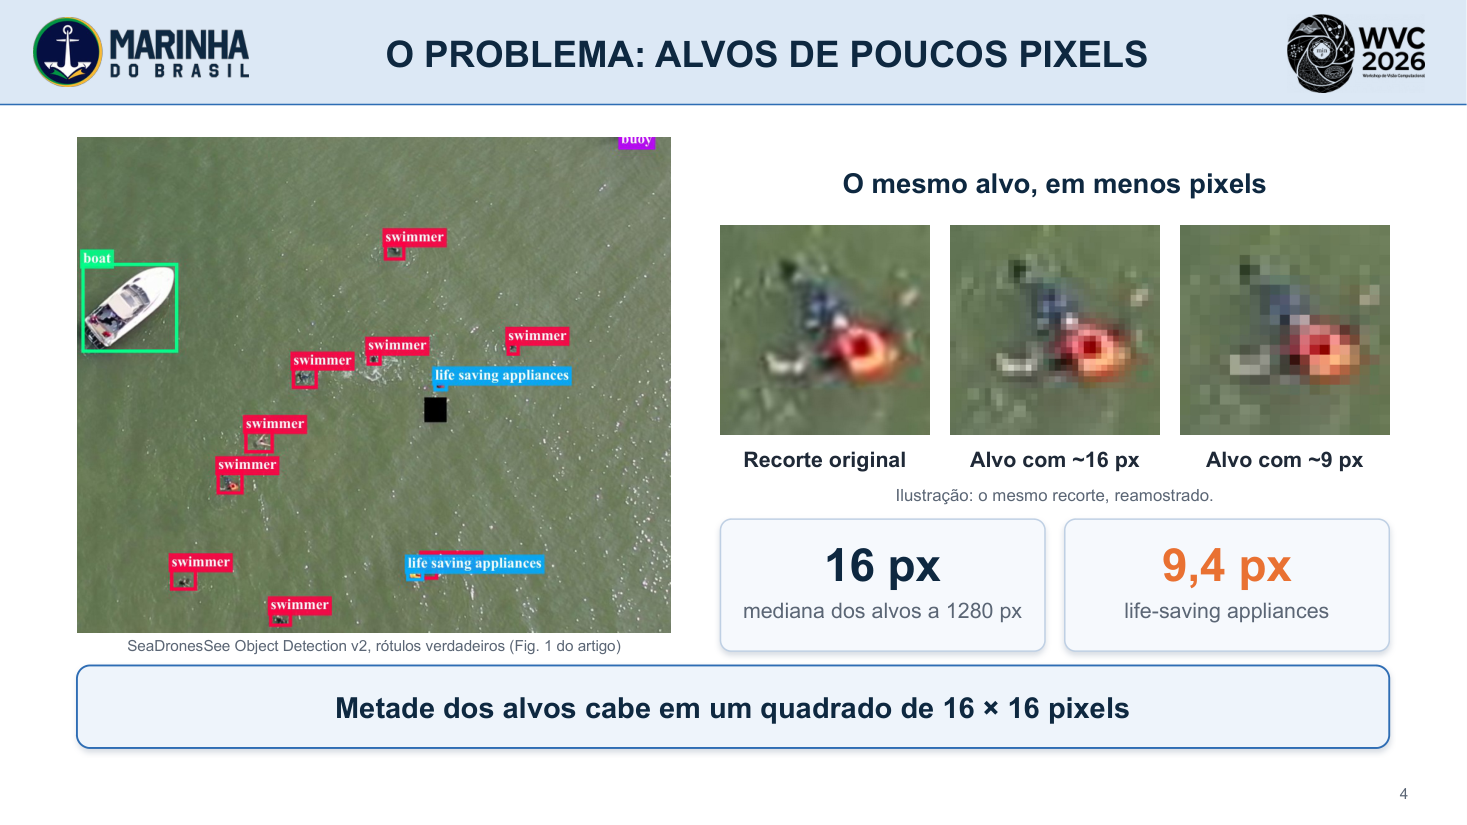 MARINHA
DO BRASIL
O PROBLEMA: ALVOS DE POUCOS PIXELS
WVC
2026
Workshop de Visão Computacional
buoy
swimmer
boat
swimmer
swimmer
swimmer
life saving appliances
swimmer
swimmer
swimmer
life saving appliances
swimmer
SeaDronesSee Object Detection v2, rótulos verdadeiros (Fig. 1 do artigo)
O mesmo alvo, em menos pixels
Recorte original
Alvo com ~16 px
Alvo com ~9 px
Ilustração: o mesmo recorte, reamostrado.
16 px
mediana dos alvos a 1280 px
9,4 px
life-saving appliances
Metade dos alvos cabe em um quadrado de 16 × 16 pixels
4